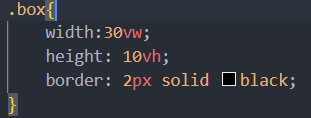 .box{
width:30vw;
height: 10vh;
border: 2px solid black;
}